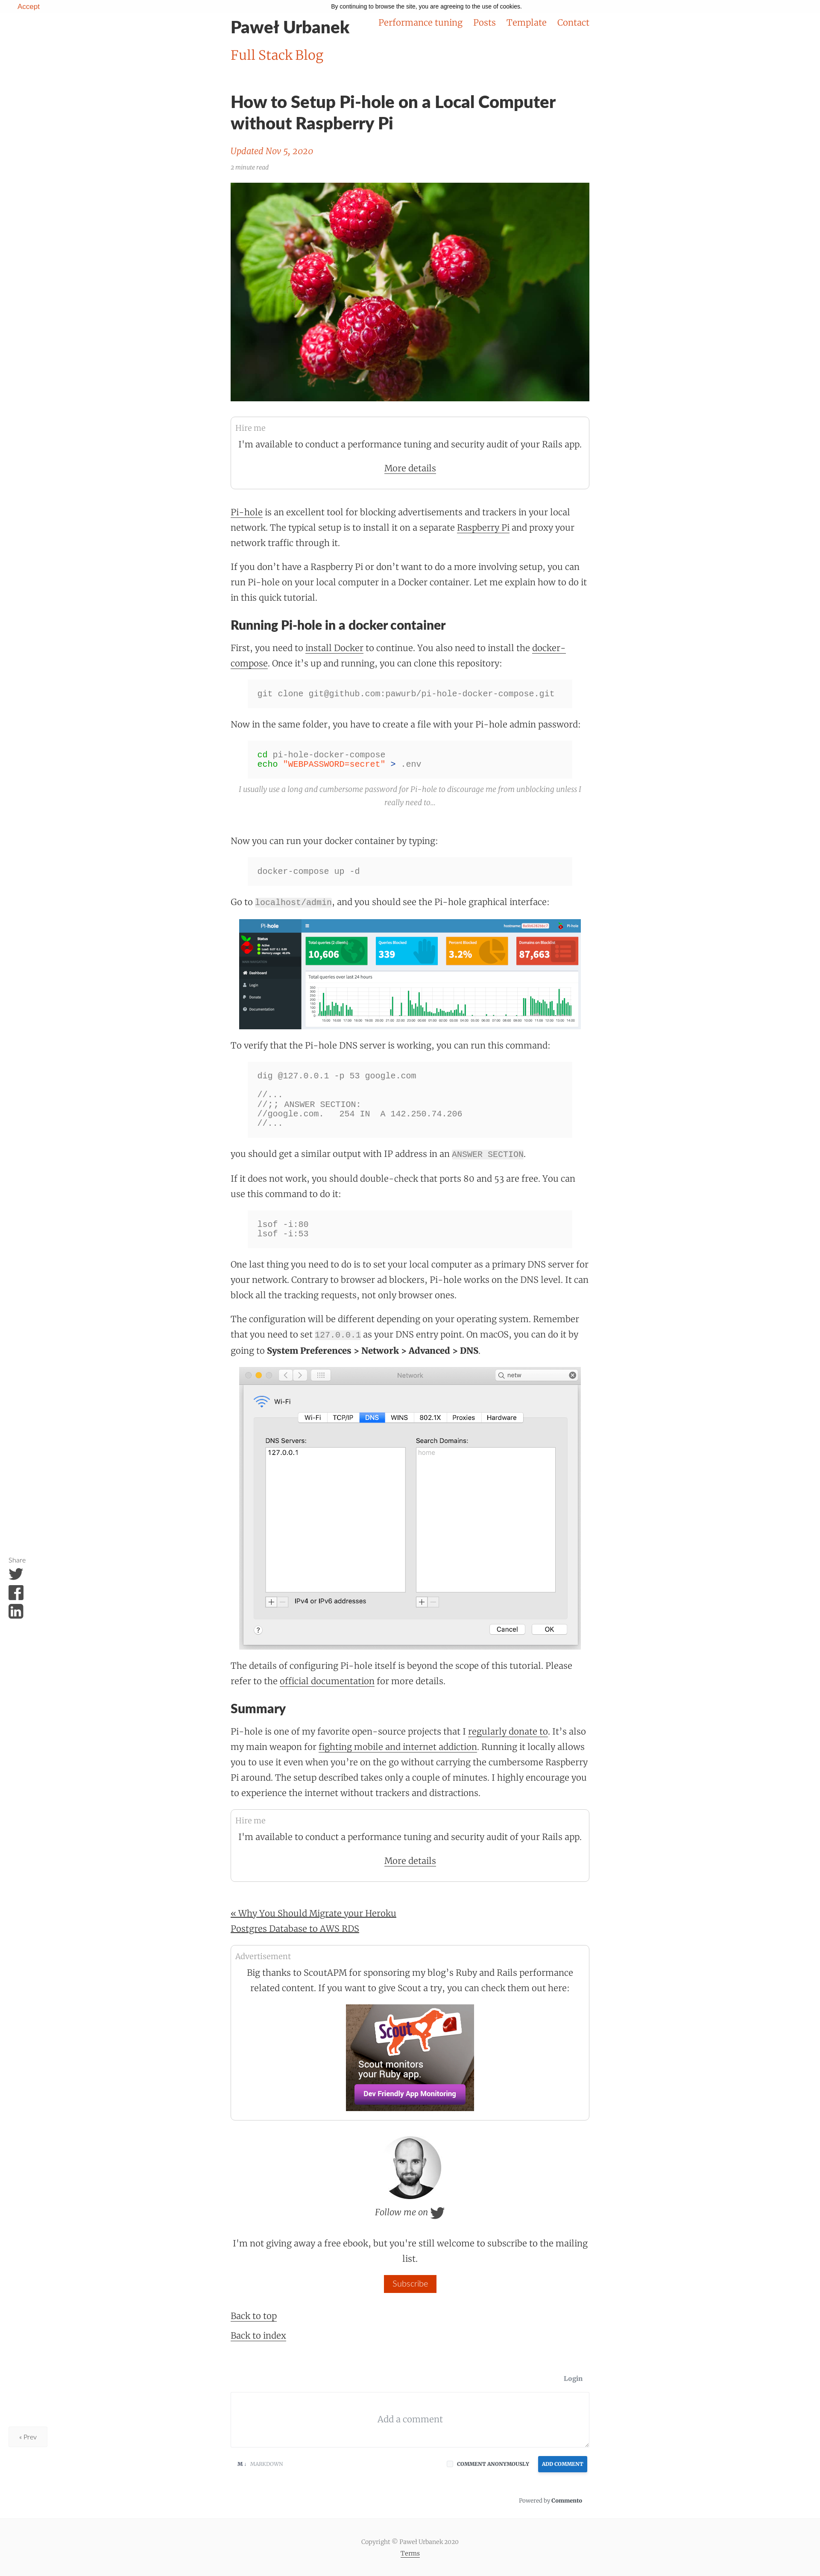 Accept
By continuing to browse the site, you are agreeing to the use of cookies.
Paweł Urbanek
Performance tuning Posts Template Contact
Full Stack Blog
How to Setup Pi-hole on a Local Computer
without Raspberry Pi
Updated Nov 5, 2020
2 minute read
Hire me
I'm available to conduct a performance tuning and security audit of your Rails app.
More details
Pi-hole is an excellent tool for blocking advertisements and trackers in your local
network. The typical setup is to install it on a separate Raspberry Pi and proxy your
network traffic through it.
If you don't have a Raspberry Pi or don't want to do a more involving setup, you can
run Pi-hole on your local computer in a Docker container. Let me explain how to do it
in this quick tutorial.
Running Pi-hole in a docker container
First, you need to install Docker to continue. You also need to install the docker-
compose. Once it's up and running, you can clone this repository:
git clone git@github.com:pawurb/pi-hole-docker-compose.git
Now in the same folder, you have to create a file with your Pi-hole admin password:
cd pi-hole-docker-compose
echo "WEBPASSWORD=secret" > .env
I usually use a long and cumbersome password for Pi-hole to discourage me from unblocking unless I
really need to...
Now you can run your docker container by typing:
docker-compose up -d
Go to localhost/admin, and you should see the Pi-hole graphical interface:
Pi-hole
Status
Total queries (2 clients)
10,606
Queries Blocked
339
Percent Blocked
3.2%
Domains on Blocklist
87,663
Dashboard
Login
Donate
Documentation
Total queries over last 24 hours
To verify that the Pi-hole DNS server is working, you can run this command:
dig @127.0.0.1 -p 53 google.com
//...
//;; ANSWER SECTION:
//google.com. 254 IN A 142.250.74.206
//...
you should get a similar output with IP address in an ANSWER SECTION.
If it does not work, you should double-check that ports 80 and 53 are free. You can
use this command to do it:
lsof -i:80
lsof -i:53
One last thing you need to do is to set your local computer as a primary DNS server for
your network. Contrary to browser ad blockers, Pi-hole works on the DNS level. It can
block all the tracking requests, not only browser ones.
The configuration will be different depending on your operating system. Remember
that you need to set 127.0.0.1 as your DNS entry point. On macOS, you can do it by
going to System Preferences > Network > Advanced > DNS.
Network
netw
Wi-Fi
Wi-Fi TCP/IP DNS WINS 802.1X Proxies Hardware
DNS Servers: Search Domains:
127.0.0.1 home
+ − IPv4 or IPv6 addresses + −
? Cancel OK
Share
The details of configuring Pi-hole itself is beyond the scope of this tutorial. Please
refer to the official documentation for more details.
Summary
Pi-hole is one of my favorite open-source projects that I regularly donate to. It's also
my main weapon for fighting mobile and internet addiction. Running it locally allows
you to use it even when you're on the go without carrying the cumbersome Raspberry
Pi around. The setup described takes only a couple of minutes. I highly encourage you
to experience the internet without trackers and distractions.
Hire me
I'm available to conduct a performance tuning and security audit of your Rails app.
More details
« Why You Should Migrate your Heroku
Postgres Database to AWS RDS
Advertisement
Big thanks to ScoutAPM for sponsoring my blog's Ruby and Rails performance
related content. If you want to give Scout a try, you can check them out here:
Scout
Scout monitors
your Ruby app.
Dev Friendly App Monitoring
Follow me on
I'm not giving away a free ebook, but you're still welcome to subscribe to the mailing
list.
Subscribe
Back to top
Back to index
Login
Add a comment
‹ Prev
M↓ MARKDOWN
COMMENT ANONYMOUSLY ADD COMMENT
Powered by Commento
Copyright © Paweł Urbanek 2020
Terms